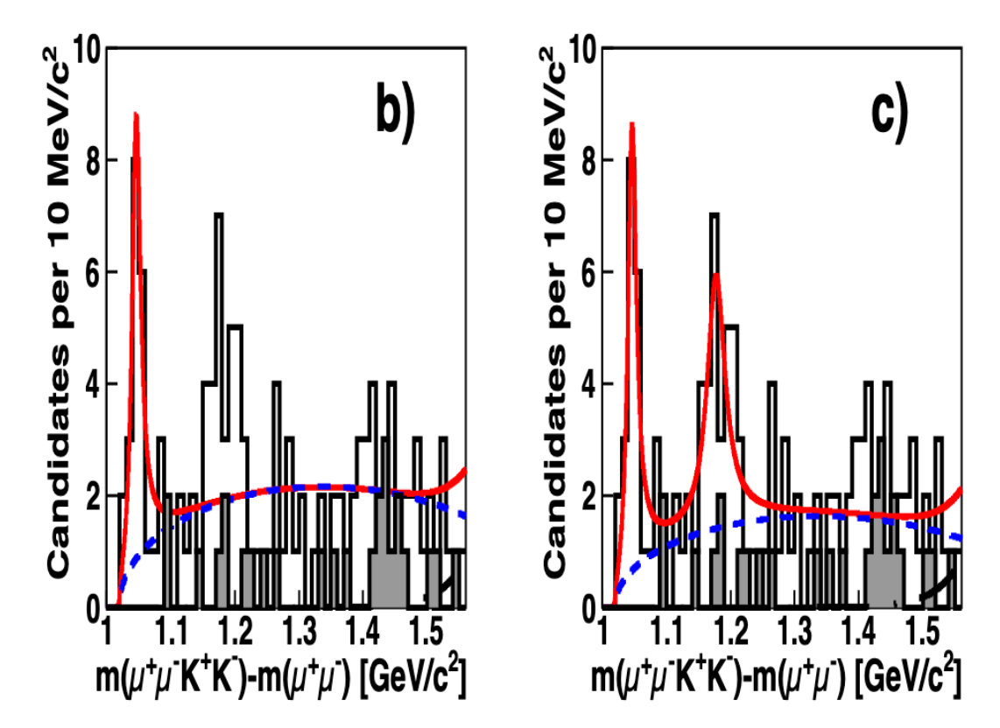 b)
Candidates per 10 MeV/c²
10
8
6
4
2
0
1 1.1 1.2 1.3 1.4 1.5
m(μ⁺μ⁻K⁺K⁻)-m(μ⁺μ⁻) [GeV/c²]
c)
Candidates per 10 MeV/c²
10
8
6
4
2
0
1 1.1 1.2 1.3 1.4 1.5
m(μ⁺μ⁻K⁺K⁻)-m(μ⁺μ⁻) [GeV/c²]